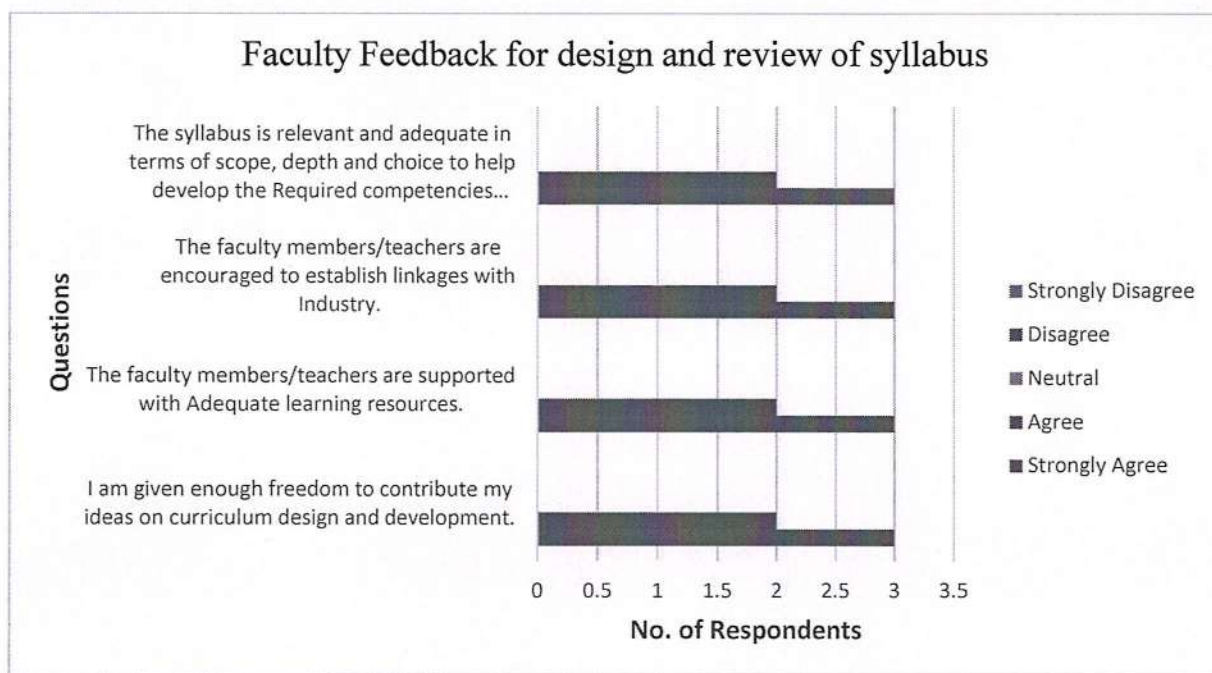 Faculty Feedback for design and review of syllabus
The syllabus is relevant and adequate in
terms of scope, depth and choice to help
develop the Required competencies...
The faculty members/teachers are
encouraged to establish linkages with
Industry.
The faculty members/teachers are supported
with Adequate learning resources.
I am given enough freedom to contribute my
ideas on curriculum design and development.
Questions
Strongly Disagree
Disagree
Neutral
Agree
Strongly Agree
0 0.5 1 1.5 2 2.5 3 3.5
No. of Respondents